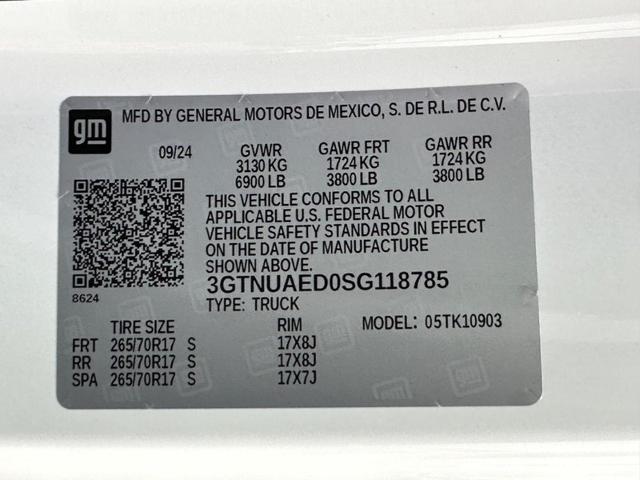 gm
MFD BY GENERAL MOTORS DE MEXICO, S. DE R.L. DE C.V.
09/24 GVWR GAWR FRT GAWR RR
3130 KG 1724 KG 1724 KG
6900 LB 3800 LB 3800 LB
THIS VEHICLE CONFORMS TO ALL
APPLICABLE U.S. FEDERAL MOTOR
VEHICLE SAFETY STANDARDS IN EFFECT
ON THE DATE OF MANUFACTURE
SHOWN ABOVE.
8624
3GTNUAED0SG118785
TYPE: TRUCK
TIRE SIZE RIM MODEL: 05TK10903
FRT 265/70R17 S 17X8J
RR 265/70R17 S 17X8J
SPA 265/70R17 S 17X7J